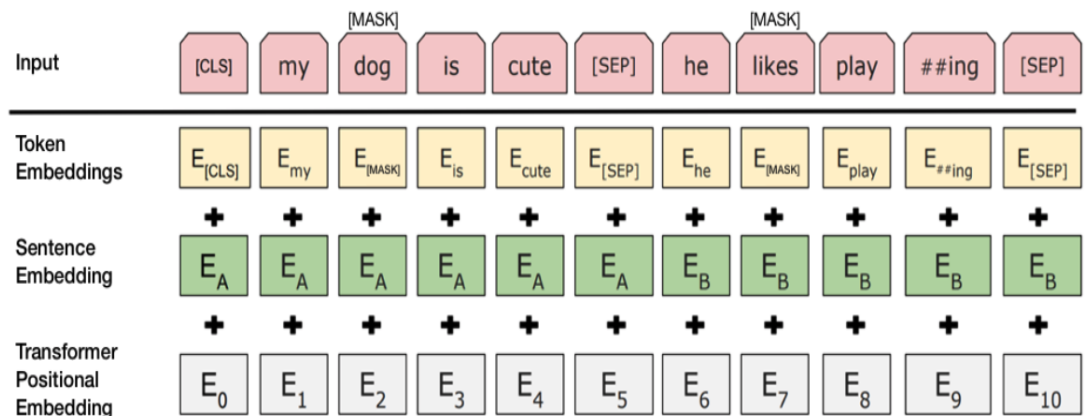 [MASK] [MASK]
Input [CLS] my dog is cute [SEP] he likes play ##ing [SEP]
Token
Embeddings
E[CLS] Emy E[MASK] Eis Ecute E[SEP] Ehe E[MASK] Eplay E##ing E[SEP]
+ + + + + + + + + + +
Sentence
Embedding
EA EA EA EA EA EA EB EB EB EB EB
+ + + + + + + + + + +
Transformer
Positional
Embedding
E0 E1 E2 E3 E4 E5 E6 E7 E8 E9 E10